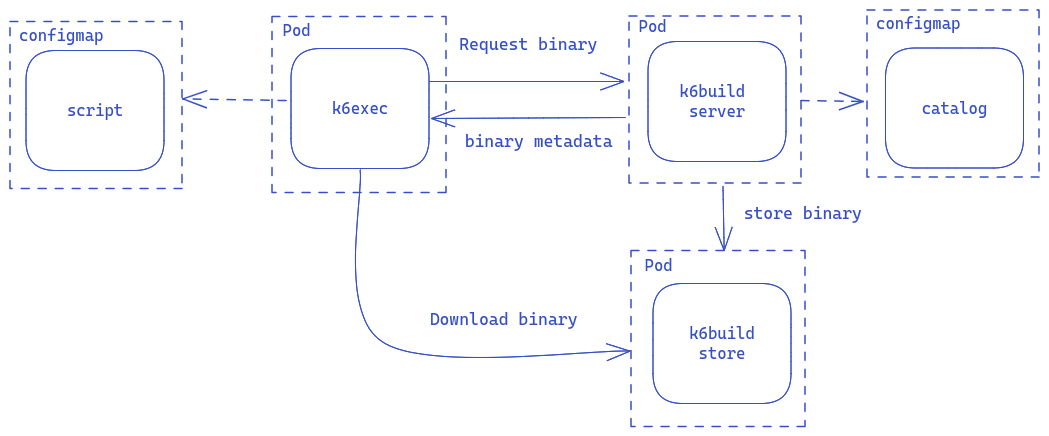 configmap
script
Pod
k6exec
Request binary
binary metadata
Pod
k6build
server
configmap
catalog
store binary
Pod
k6build
store
Download binary